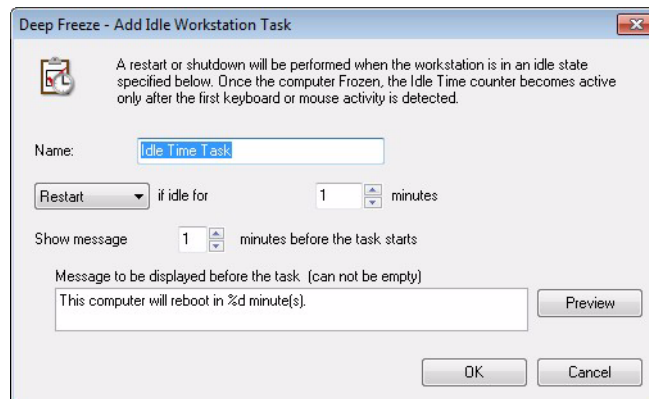 Deep Freeze - Add Idle Workstation Task
A restart or shutdown will be performed when the workstation is in an idle state
specified below. Once the computer Frozen, the Idle Time counter becomes active
only after the first keyboard or mouse activity is detected.
Name: Idle Time Task
Restart if idle for 1 minutes
Show message 1 minutes before the task starts
Message to be displayed before the task (can not be empty)
This computer will reboot in %d minute(s).
Preview
OK Cancel